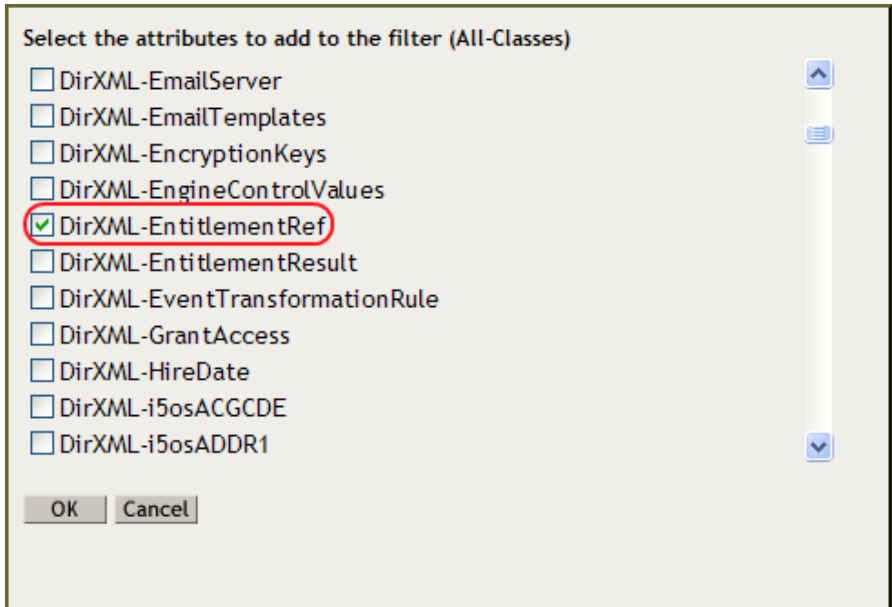 Select the attributes to add to the filter (All-Classes)
DirXML-EmailServer
DirXML-EmailTemplates
DirXML-EncryptionKeys
DirXML-EngineControlValues
DirXML-EntitlementRef
DirXML-EntitlementResult
DirXML-EventTransformationRule
DirXML-GrantAccess
DirXML-HireDate
DirXML-i5osACGCDE
DirXML-i5osADDR1
OK Cancel